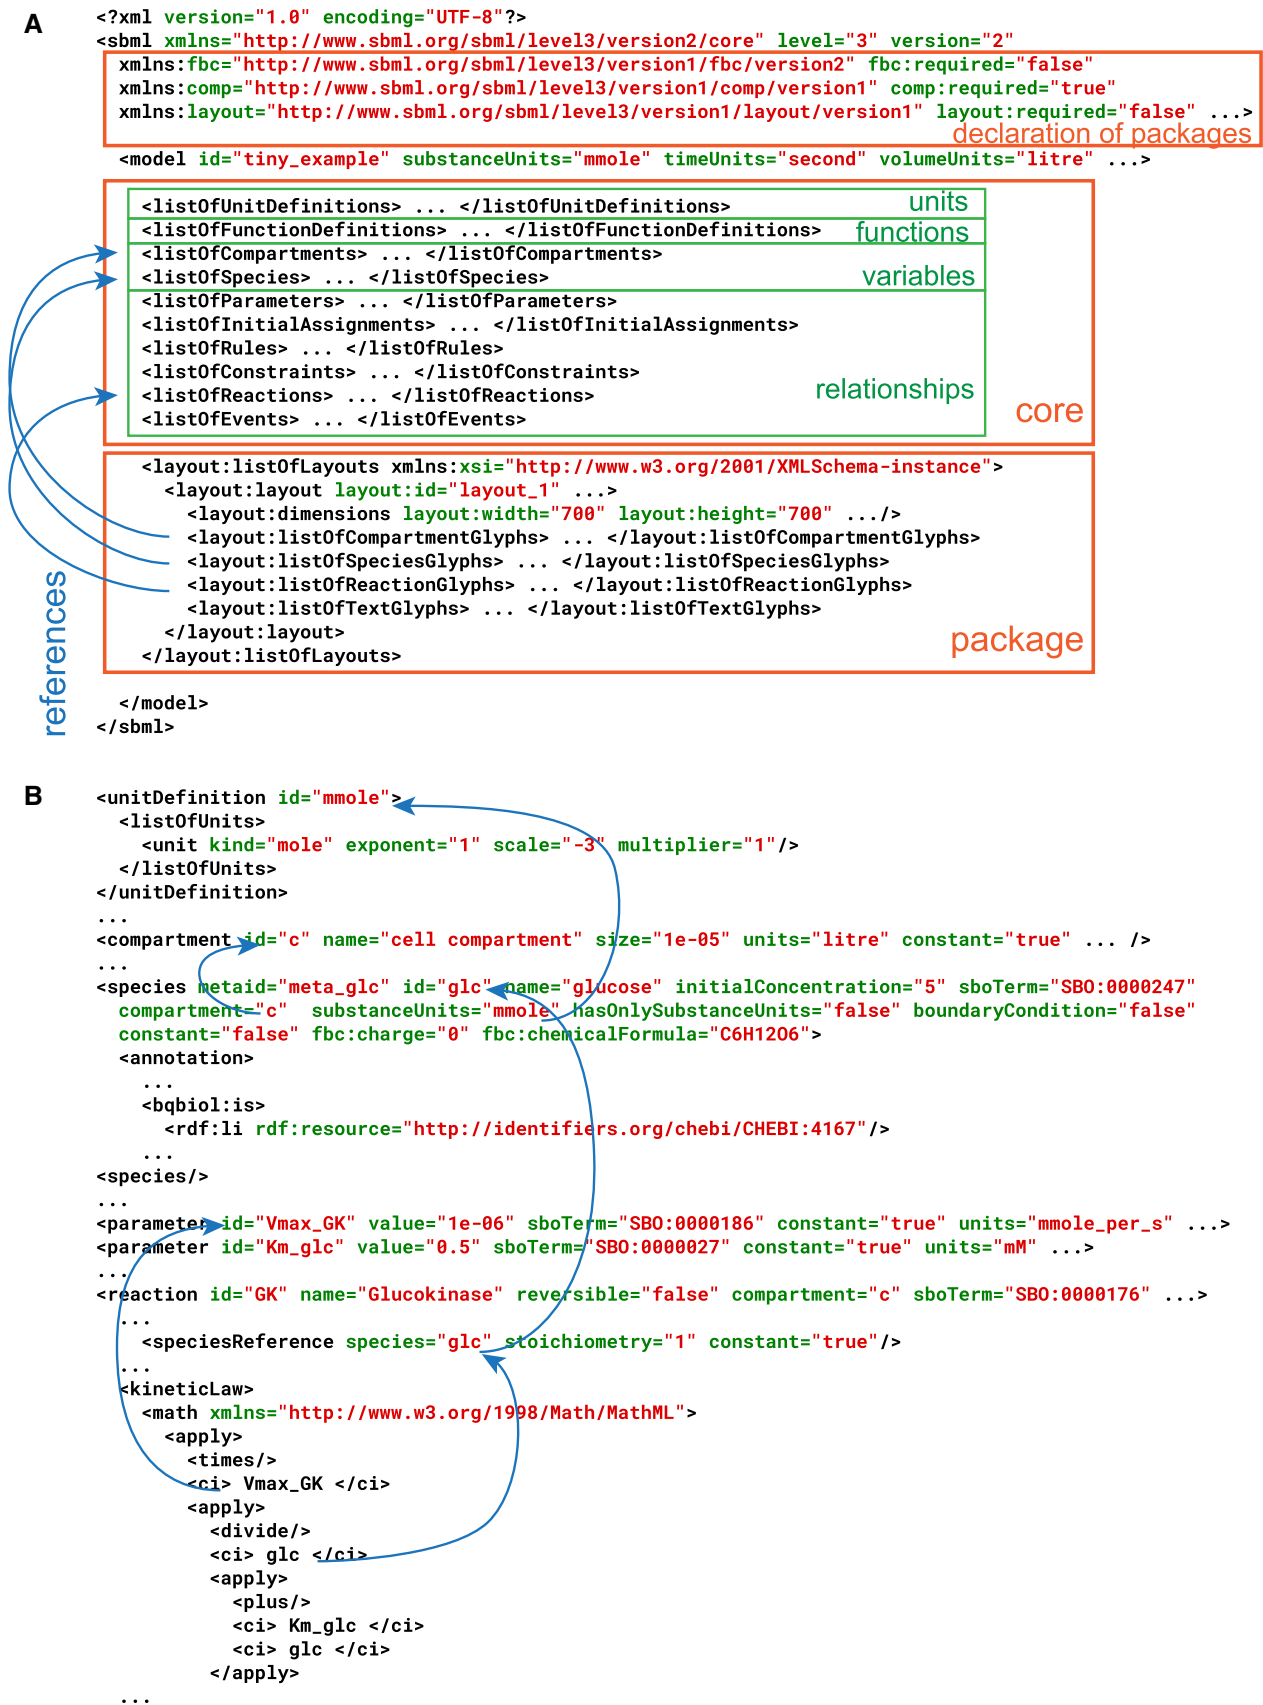 A
<?xml version="1.0" encoding="UTF-8"?>
<sbml xmlns="http://www.sbml.org/sbml/level3/version2/core" level="3" version="2"
xmlns:fbc="http://www.sbml.org/sbml/level3/version1/fbc/version2" fbc:required="false"
xmlns:comp="http://www.sbml.org/sbml/level3/version1/comp/version1" comp:required="true"
xmlns:layout="http://www.sbml.org/sbml/level3/version1/layout/version1" layout:required="false" ...>
declaration of packages
<model id="tiny_example" substanceUnits="mmole" timeUnits="second" volumeUnits="litre" ...>
<listOfUnitDefinitions> ... </listOfUnitDefinitions> units
<listOfFunctionDefinitions> ... </listOfFunctionDefinitions> functions
<listOfCompartments> ... </listOfCompartments>
<listOfSpecies> ... </listOfSpecies> variables
<listOfParameters> ... </listOfParameters>
<listOfInitialAssignments> ... </listOfInitialAssignments>
<listOfRules> ... </listOfRules>
<listOfConstraints> ... </listOfConstraints>
<listOfReactions> ... </listOfReactions> relationships
<listOfEvents> ... </listOfEvents> core
<layout:listOfLayouts xmlns:xsi="http://www.w3.org/2001/XMLSchema-instance">
<layout:layout layout:id="layout_1" ...>
<layout:dimensions layout:width="700" layout:height="700" .../>
<layout:listOfCompartmentGlyphs> ... </layout:listOfCompartmentGlyphs>
<layout:listOfSpeciesGlyphs> ... </layout:listOfSpeciesGlyphs>
<layout:listOfReactionGlyphs> ... </layout:listOfReactionGlyphs>
<layout:listOfTextGlyphs> ... </layout:listOfTextGlyphs>
</layout:layout> package
</layout:listOfLayouts>
references
</model>
</sbml>
B
<unitDefinition id="mmole">
<listOfUnits>
<unit kind="mole" exponent="1" scale="-3" multiplier="1"/>
</listOfUnits>
</unitDefinition>
...
<compartment id="c" name="cell compartment" size="1e-05" units="litre" constant="true" ... />
...
<species metaid="meta_glc" id="glc" name="glucose" initialConcentration="5" sboTerm="SBO:0000247"
compartment="c" substanceUnits="mmole" hasOnlySubstanceUnits="false" boundaryCondition="false"
constant="false" fbc:charge="0" fbc:chemicalFormula="C6H12O6">
<annotation>
...
<bqbiol:is>
<rdf:li rdf:resource="http://identifiers.org/chebi/CHEBI:4167"/>
...
<species/>
...
<parameter id="Vmax_GK" value="1e-06" sboTerm="SBO:0000186" constant="true" units="mmole_per_s" ...>
<parameter id="Km_glc" value="0.5" sboTerm="SBO:0000027" constant="true" units="mM" ...>
...
<reaction id="GK" name="Glucokinase" reversible="false" compartment="c" sboTerm="SBO:0000176" ...>
...
<speciesReference species="glc" stoichiometry="1" constant="true"/>
...
<kineticLaw>
<math xmlns="http://www.w3.org/1998/Math/MathML">
<apply>
<times/>
<ci> Vmax_GK </ci>
<apply>
<divide/>
<ci> glc </ci>
<apply>
<plus/>
<ci> Km_glc </ci>
<ci> glc </ci>
</apply>
...